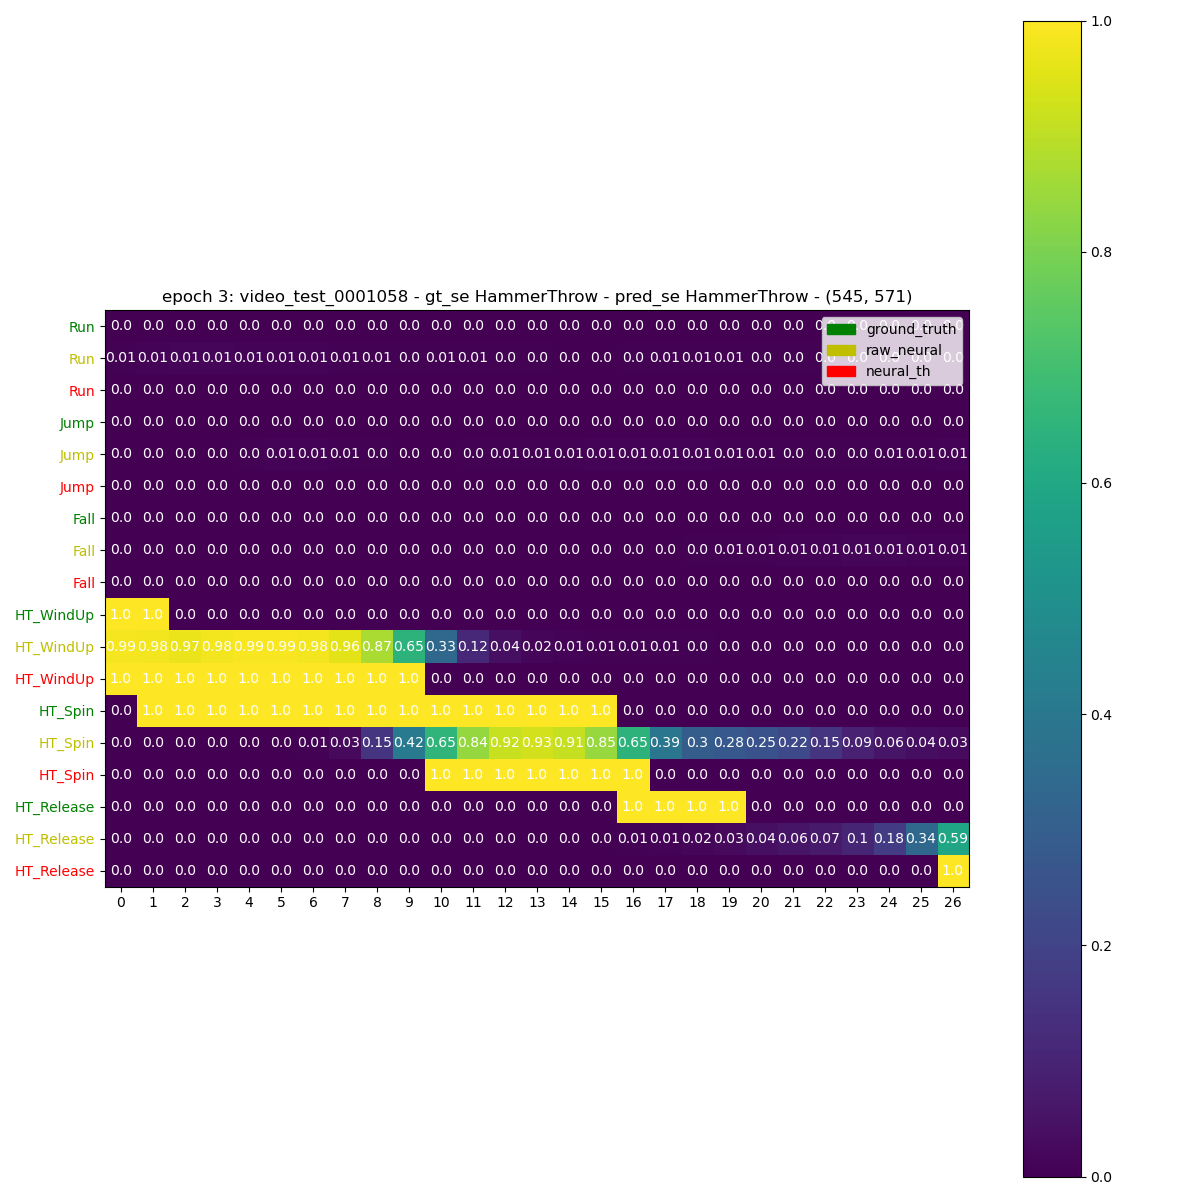 1.0
epoch 3: video_test_0001058 - gt_se HammerThrow - pred_se HammerThrow - (545, 571)
Run 0.0 0.0 0.0 0.0 0.0 0.0 0.0 0.0 0.0 0.0 0.0 0.0 0.0 0.0 0.0 0.0 0.0 0.0 0.0 0.0 0.0 0.0
ground_truth
Run 0.01 0.01 0.01 0.01 0.01 0.01 0.01 0.01 0.01 0.0 0.01 0.01 0.0 0.0 0.0 0.0 0.0 0.01 0.01 0.01 0.0 0.0
raw_neural
neural_th
Run 0.0 0.0 0.0 0.0 0.0 0.0 0.0 0.0 0.0 0.0 0.0 0.0 0.0 0.0 0.0 0.0 0.0 0.0 0.0 0.0 0.0 0.0 0.0 0.0 0.0 0.0 0.0
Jump 0.0 0.0 0.0 0.0 0.0 0.0 0.0 0.0 0.0 0.0 0.0 0.0 0.0 0.0 0.0 0.0 0.0 0.0 0.0 0.0 0.0 0.0 0.0 0.0 0.0 0.0 0.0
Jump 0.0 0.0 0.0 0.0 0.0 0.01 0.01 0.01 0.0 0.0 0.0 0.0 0.01 0.01 0.01 0.01 0.01 0.01 0.01 0.01 0.01 0.0 0.0 0.0 0.01 0.01 0.01
Jump 0.0 0.0 0.0 0.0 0.0 0.0 0.0 0.0 0.0 0.0 0.0 0.0 0.0 0.0 0.0 0.0 0.0 0.0 0.0 0.0 0.0 0.0 0.0 0.0 0.0 0.0 0.0
Fall 0.0 0.0 0.0 0.0 0.0 0.0 0.0 0.0 0.0 0.0 0.0 0.0 0.0 0.0 0.0 0.0 0.0 0.0 0.0 0.0 0.0 0.0 0.0 0.0 0.0 0.0 0.0
Fall 0.0 0.0 0.0 0.0 0.0 0.0 0.0 0.0 0.0 0.0 0.0 0.0 0.0 0.0 0.0 0.0 0.0 0.0 0.0 0.01 0.01 0.01 0.01 0.01 0.01 0.01 0.01
Fall 0.0 0.0 0.0 0.0 0.0 0.0 0.0 0.0 0.0 0.0 0.0 0.0 0.0 0.0 0.0 0.0 0.0 0.0 0.0 0.0 0.0 0.0 0.0 0.0 0.0 0.0 0.0
HT_WindUp 1.0 1.0 0.0 0.0 0.0 0.0 0.0 0.0 0.0 0.0 0.0 0.0 0.0 0.0 0.0 0.0 0.0 0.0 0.0 0.0 0.0 0.0 0.0 0.0 0.0 0.0 0.0
HT_WindUp 0.99 0.98 0.97 0.98 0.99 0.99 0.98 0.96 0.87 0.65 0.33 0.12 0.04 0.02 0.01 0.01 0.01 0.01 0.0 0.0 0.0 0.0 0.0 0.0 0.0 0.0 0.0
HT_WindUp 1.0 1.0 1.0 1.0 1.0 1.0 1.0 1.0 1.0 1.0 0.0 0.0 0.0 0.0 0.0 0.0 0.0 0.0 0.0 0.0 0.0 0.0 0.0 0.0 0.0 0.0 0.0
HT_Spin 0.0 1.0 1.0 1.0 1.0 1.0 1.0 1.0 1.0 1.0 1.0 1.0 1.0 1.0 1.0 1.0 0.0 0.0 0.0 0.0 0.0 0.0 0.0 0.0 0.0 0.0 0.0
HT_Spin 0.0 0.0 0.0 0.0 0.0 0.0 0.01 0.03 0.15 0.42 0.65 0.84 0.92 0.93 0.91 0.85 0.65 0.39 0.3 0.28 0.25 0.22 0.15 0.09 0.06 0.04 0.03
HT_Spin 0.0 0.0 0.0 0.0 0.0 0.0 0.0 0.0 0.0 0.0 1.0 1.0 1.0 1.0 1.0 1.0 1.0 0.0 0.0 0.0 0.0 0.0 0.0 0.0 0.0 0.0 0.0
HT_Release 0.0 0.0 0.0 0.0 0.0 0.0 0.0 0.0 0.0 0.0 0.0 0.0 0.0 0.0 0.0 0.0 1.0 1.0 1.0 1.0 0.0 0.0 0.0 0.0 0.0 0.0 0.0
HT_Release 0.0 0.0 0.0 0.0 0.0 0.0 0.0 0.0 0.0 0.0 0.0 0.0 0.0 0.0 0.0 0.0 0.01 0.01 0.02 0.03 0.04 0.06 0.07 0.1 0.18 0.34 0.59
HT_Release 0.0 0.0 0.0 0.0 0.0 0.0 0.0 0.0 0.0 0.0 0.0 0.0 0.0 0.0 0.0 0.0 0.0 0.0 0.0 0.0 0.0 0.0 0.0 0.0 0.0 0.0 1.0
0 1 2 3 4 5 6 7 8 9 10 11 12 13 14 15 16 17 18 19 20 21 22 23 24 25 26
0.8
0.6
0.4
0.2
0.0